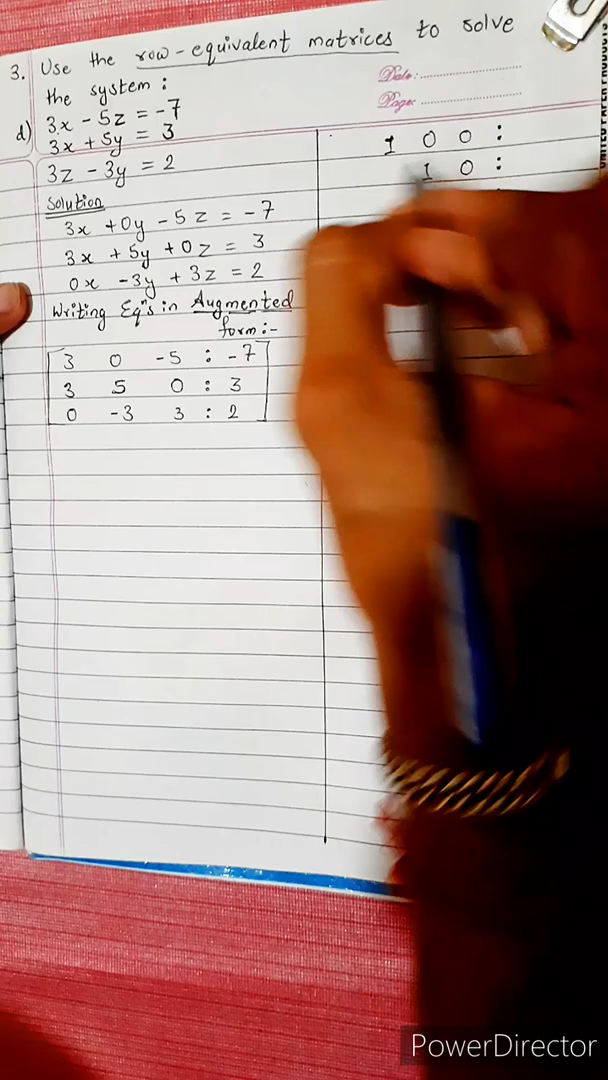 3. Use the row-equivalent matrices to solve
the system:
d) 3x - 5z = -7
3x + 5y = 3
3z - 3y = 2
Date:
Page:
Solution
3x + 0y - 5z = -7
3x + 5y + 0z = 3
0x - 3y + 3z = 2
Writing Eqⁿs in Augmented
form:-
3 0 -5 : -7
3 5 0 : 3
0 -3 3 : 2
1 0 0 :
1 0 :
PowerDirector